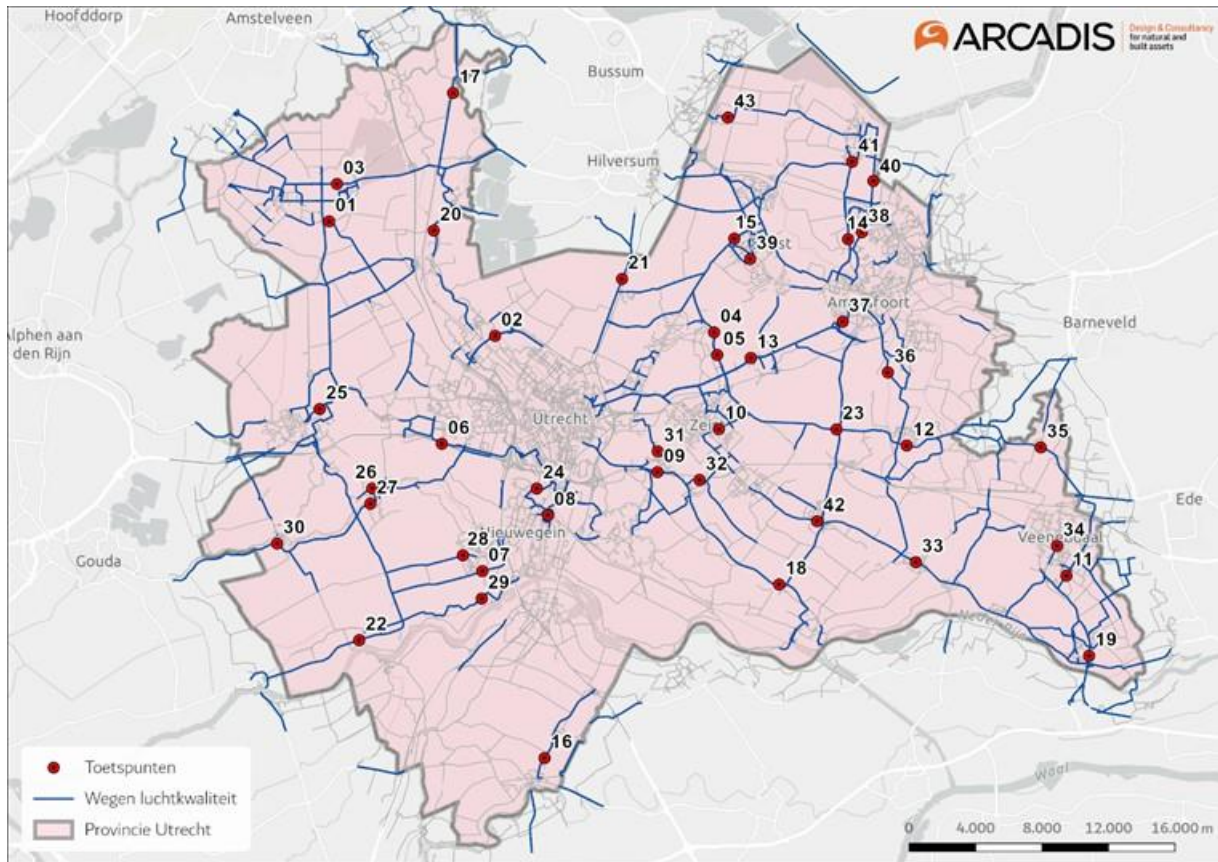 Hoofddorp
Amstelveen
ARCADIS
Design & Consultancy
for natural and
built assets
17
Bussum
43
Hilversum
41
40
03
01
20
15
39
14
38
21
Amersfoort
37
Alphen aan
den Rijn
02
04
05
13
Barneveld
36
25
Utrecht
10
23
12
35
06
31
09
32
26
27
24
08
Nieuwegein
42
Ede
30
Gouda
28
07
29
33
34
Veenendaal
11
18
22
19
16
Waal
Toetspunten
Wegen luchtkwaliteit
Provincie Utrecht
0 4.000 8.000 12.000 16.000 m